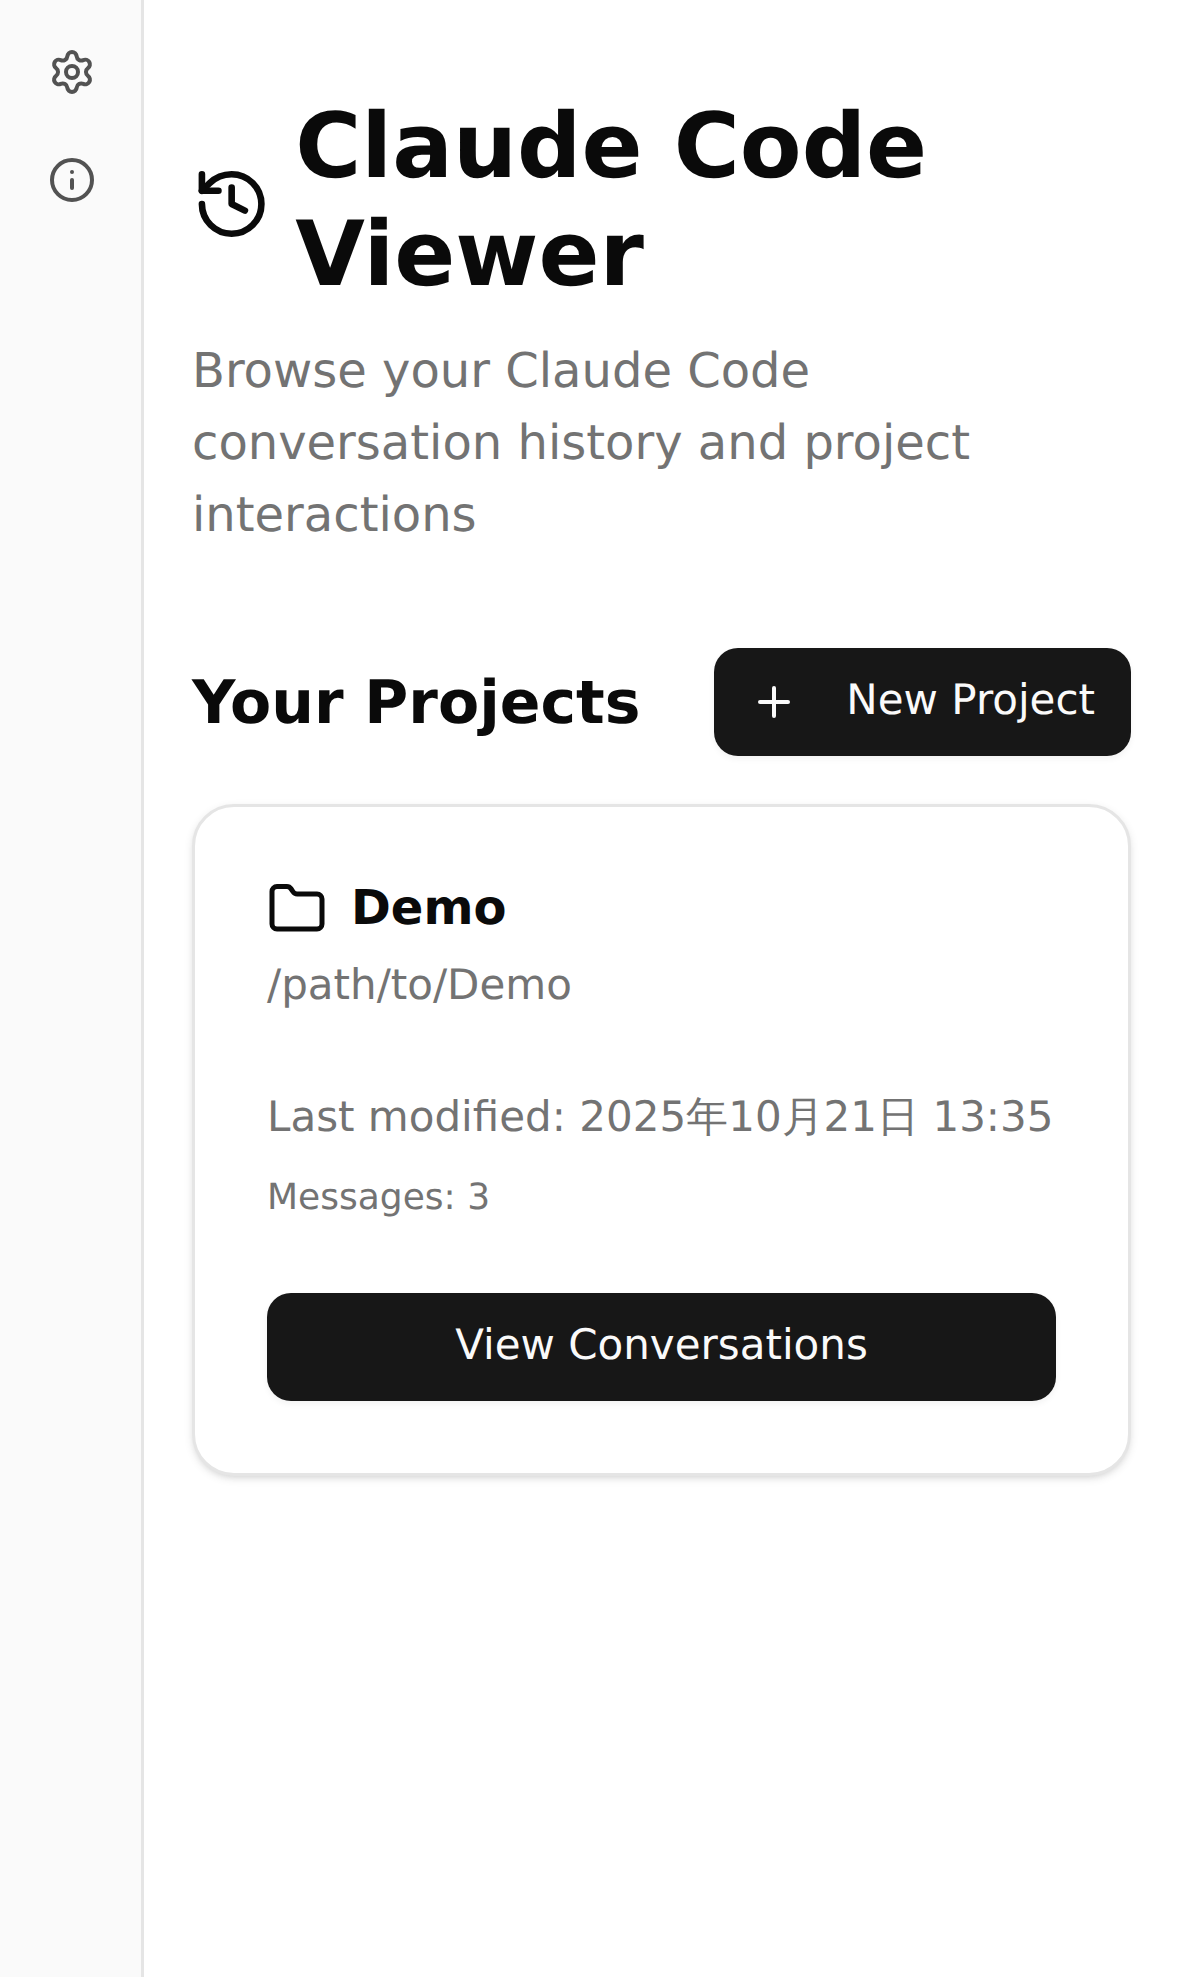 Claude Code
Viewer
Browse your Claude Code
conversation history and project
interactions
Your Projects
New Project
Demo
/path/to/Demo
Last modified: 2025年10月21日 13:35
Messages: 3
View Conversations